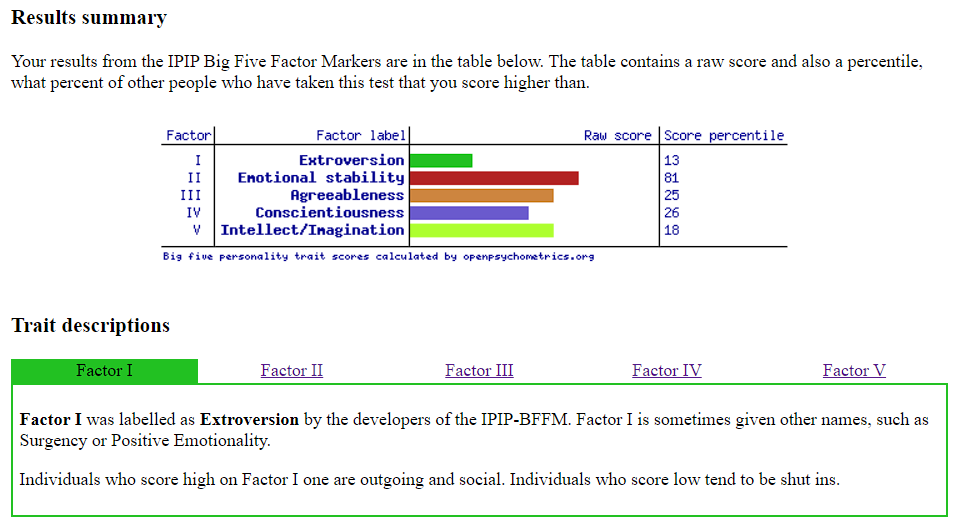 Results summary
Your results from the IPIP Big Five Factor Markers are in the table below. The table contains a raw score and also a percentile,
what percent of other people who have taken this test that you score higher than.
Factor Factor label Raw score Score percentile
I Extroversion 13
II Emotional stability 81
III Agreeableness 25
IV Conscientiousness 26
V Intellect/Imagination 18
Big five personality trait scores calculated by openpsychometrics.org
Trait descriptions
Factor I Factor II Factor III Factor IV Factor V
Factor I was labelled as Extroversion by the developers of the IPIP-BFFM. Factor I is sometimes given other names, such as
Surgency or Positive Emotionality.
Individuals who score high on Factor I one are outgoing and social. Individuals who score low tend to be shut ins.